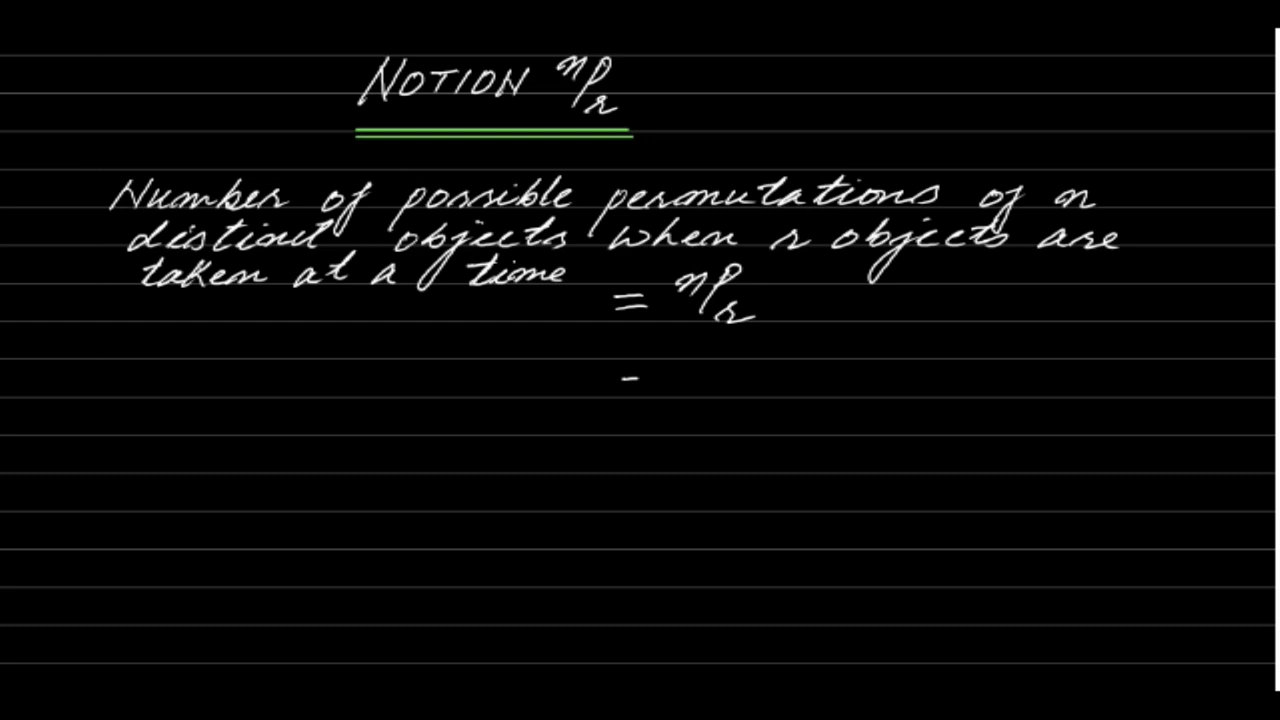 NOTION ⁿPᵣ
Number of possible permutations of n
distinct objects when r objects are
taken at a time
= ⁿPᵣ
-